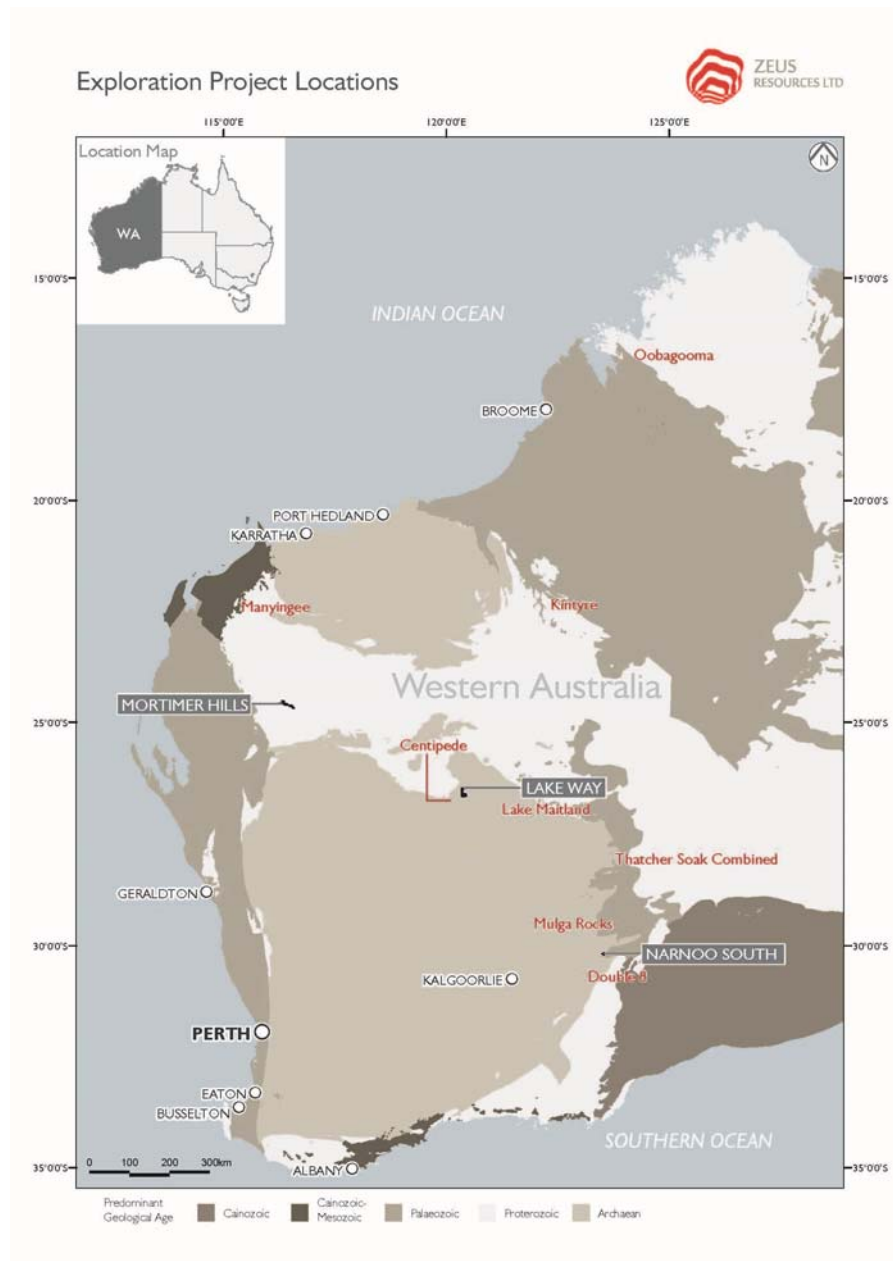 Exploration Project Locations
ZEUS
RESOURCES LTD
115°00'E
120°00'E
125°00'E
Location Map
N
WA
15°00'S
15°00'S
INDIAN OCEAN
Oobagooma
BROOME
20°00'S
20°00'S
PORT HEDLAND
KARRATHA
Manyingee
Kintyre
Western Australia
MORTIMER HILLS
25°00'S
25°00'S
Centipede
LAKE WAY
Lake Maitland
Thatcher Soak Combined
GERALDTON
Mulga Rocks
30°00'S
30°00'S
NARNOO SOUTH
KALGOORLIE
Double 8
PERTH
EATON
BUSSELTON
SOUTHERN OCEAN
0 100 200 300km
35°00'S
35°00'S
ALBANY
Predominant
Geological Age
Cainozoic
Cainozoic-
Mesozoic
Palaeozoic
Proterozoic
Archaean